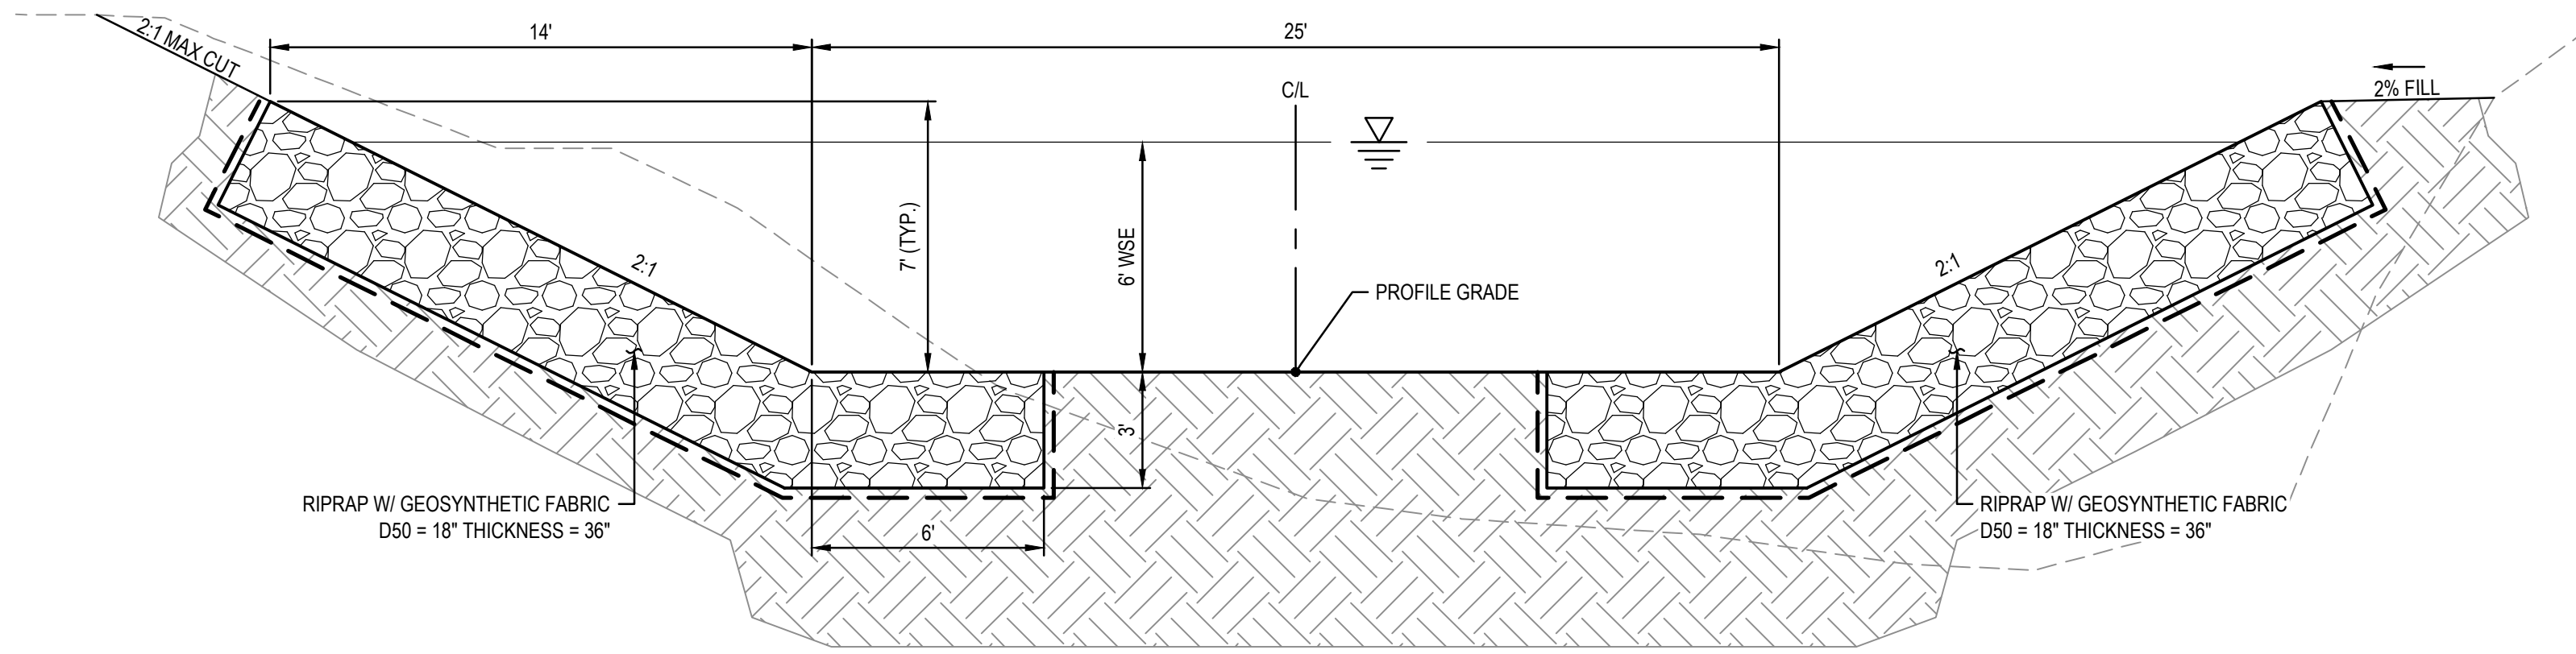 14'
25'
2:1 MAX CUT
C/L
2% FILL
7' (TYP.)
6' WSE
2:1
2:1
PROFILE GRADE
3'
RIPRAP W/ GEOSYNTHETIC FABRIC
D50 = 18" THICKNESS = 36"
6'
RIPRAP W/ GEOSYNTHETIC FABRIC
D50 = 18" THICKNESS = 36"